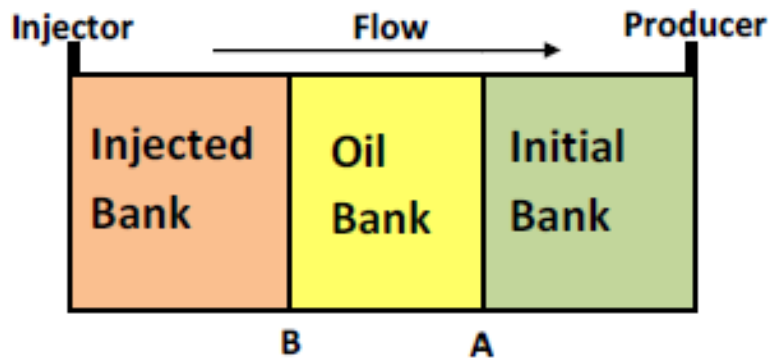 Injector
Flow
Producer
Injected
Bank
Oil
Bank
Initial
Bank
B
A